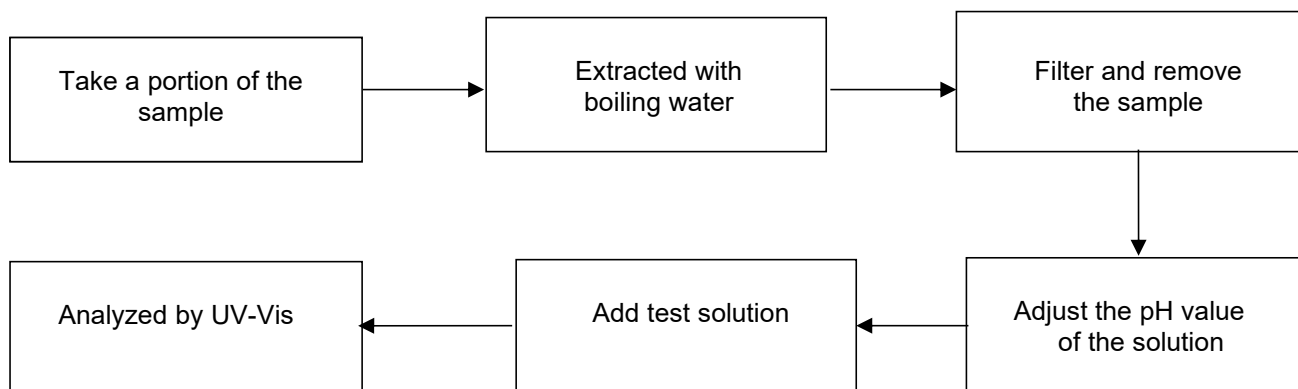 Take a portion of the
sample
Extracted with
boiling water
Filter and remove
the sample
Adjust the pH value
of the solution
Add test solution
Analyzed by UV-Vis